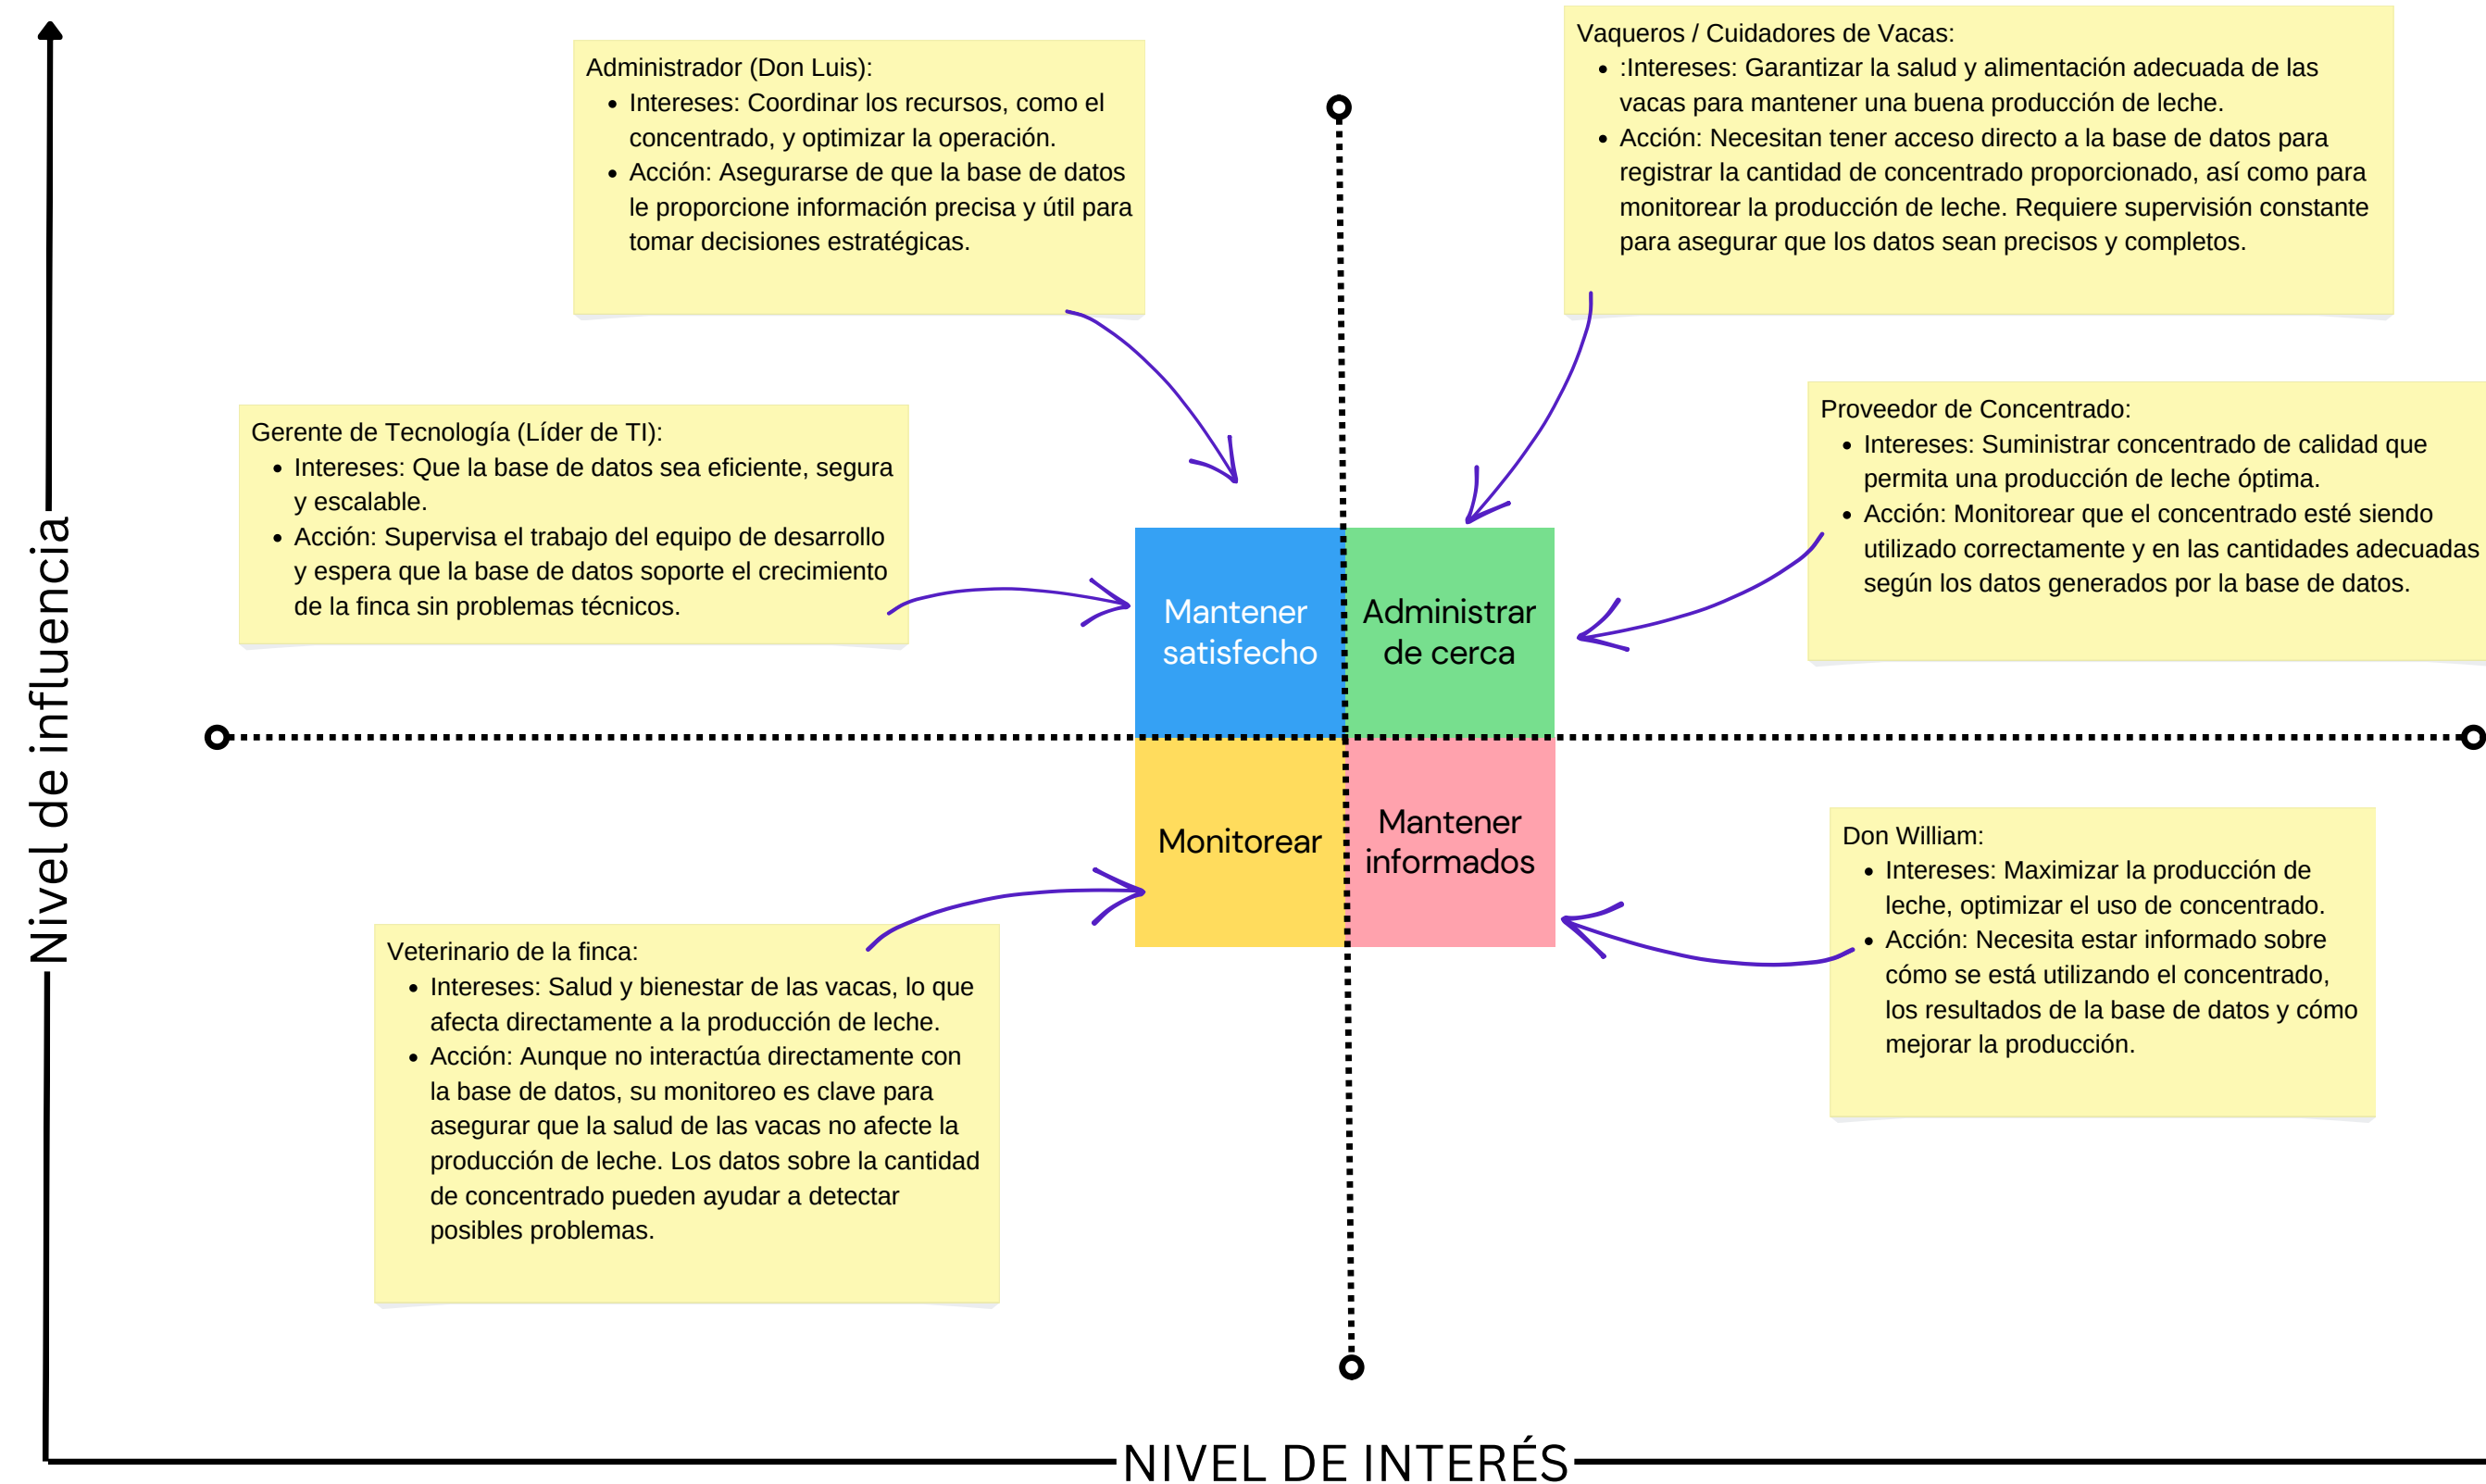 Administrador (Don Luis):
• Intereses: Coordinar los recursos, como el
concentrado, y optimizar la operación.
• Acción: Asegurarse de que la base de datos
le proporcione información precisa y útil para
tomar decisiones estratégicas.
Vaqueros / Cuidadores de Vacas:
• :Intereses: Garantizar la salud y alimentación adecuada de las
vacas para mantener una buena producción de leche.
• Acción: Necesitan tener acceso directo a la base de datos para
registrar la cantidad de concentrado proporcionado, así como para
monitorear la producción de leche. Requiere supervisión constante
para asegurar que los datos sean precisos y completos.
Gerente de Tecnología (Líder de TI):
• Intereses: Que la base de datos sea eficiente, segura
y escalable.
• Acción: Supervisa el trabajo del equipo de desarrollo
y espera que la base de datos soporte el crecimiento
de la finca sin problemas técnicos.
Proveedor de Concentrado:
• Intereses: Suministrar concentrado de calidad que
permita una producción de leche óptima.
• Acción: Monitorear que el concentrado esté siendo
utilizado correctamente y en las cantidades adecuadas
según los datos generados por la base de datos.
Mantener
satisfecho
Administrar
de cerca
Monitorear
Mantener
informados
Nivel de influencia
Veterinario de la finca:
• Intereses: Salud y bienestar de las vacas, lo que
afecta directamente a la producción de leche.
• Acción: Aunque no interactúa directamente con
la base de datos, su monitoreo es clave para
asegurar que la salud de las vacas no afecte la
producción de leche. Los datos sobre la cantidad
de concentrado pueden ayudar a detectar
posibles problemas.
Don William:
• Intereses: Maximizar la producción de
leche, optimizar el uso de concentrado.
• Acción: Necesita estar informado sobre
cómo se está utilizando el concentrado,
los resultados de la base de datos y cómo
mejorar la producción.
NIVEL DE INTERÉS